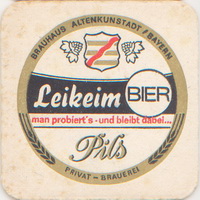 BRAUHAUS ALTENKUNSTADT/BAYERN
Leikeim BIER
man probiert's - und bleibt dabei...
Pils
PRIVAT-BRAUEREI